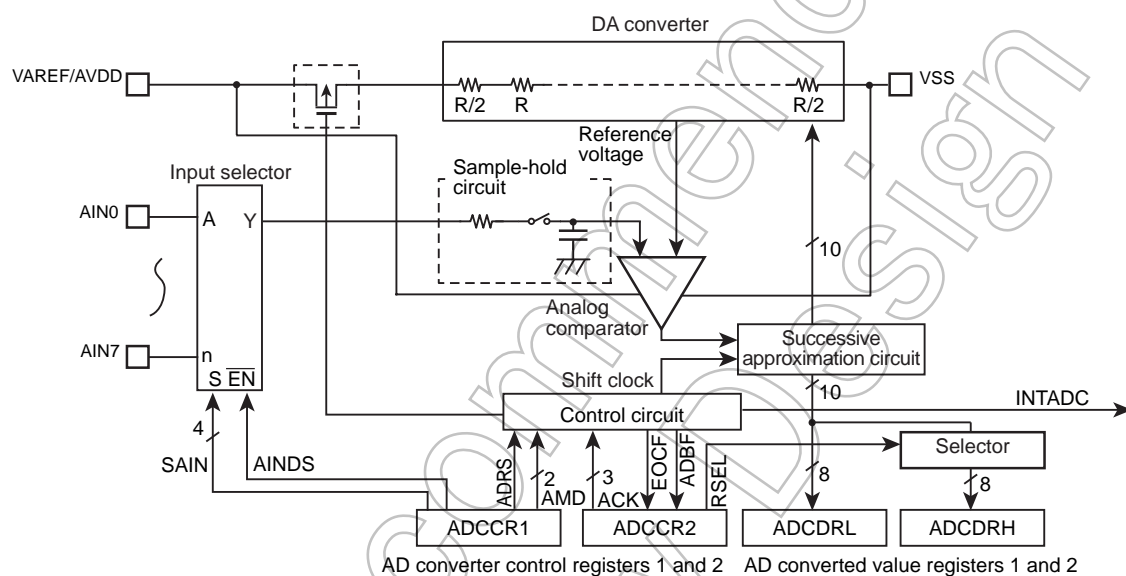 DA converter
VAREF/AVDD
VSS
R/2
R
R/2
Reference
voltage
Sample-hold
circuit
Input selector
AIN0
A
Y
10
Analog
comparator
AIN7
n
S
EN
Successive
approximation circuit
Shift clock
10
INTADC
Control circuit
4
SAIN
AINDS
ADRS
2
AMD
3
ACK
EOCF
ADBF
RSEL
Selector
8
8
ADCCR1
ADCCR2
ADCDRL
ADCDRH
AD converter control registers 1 and 2
AD converted value registers 1 and 2
commend
Design